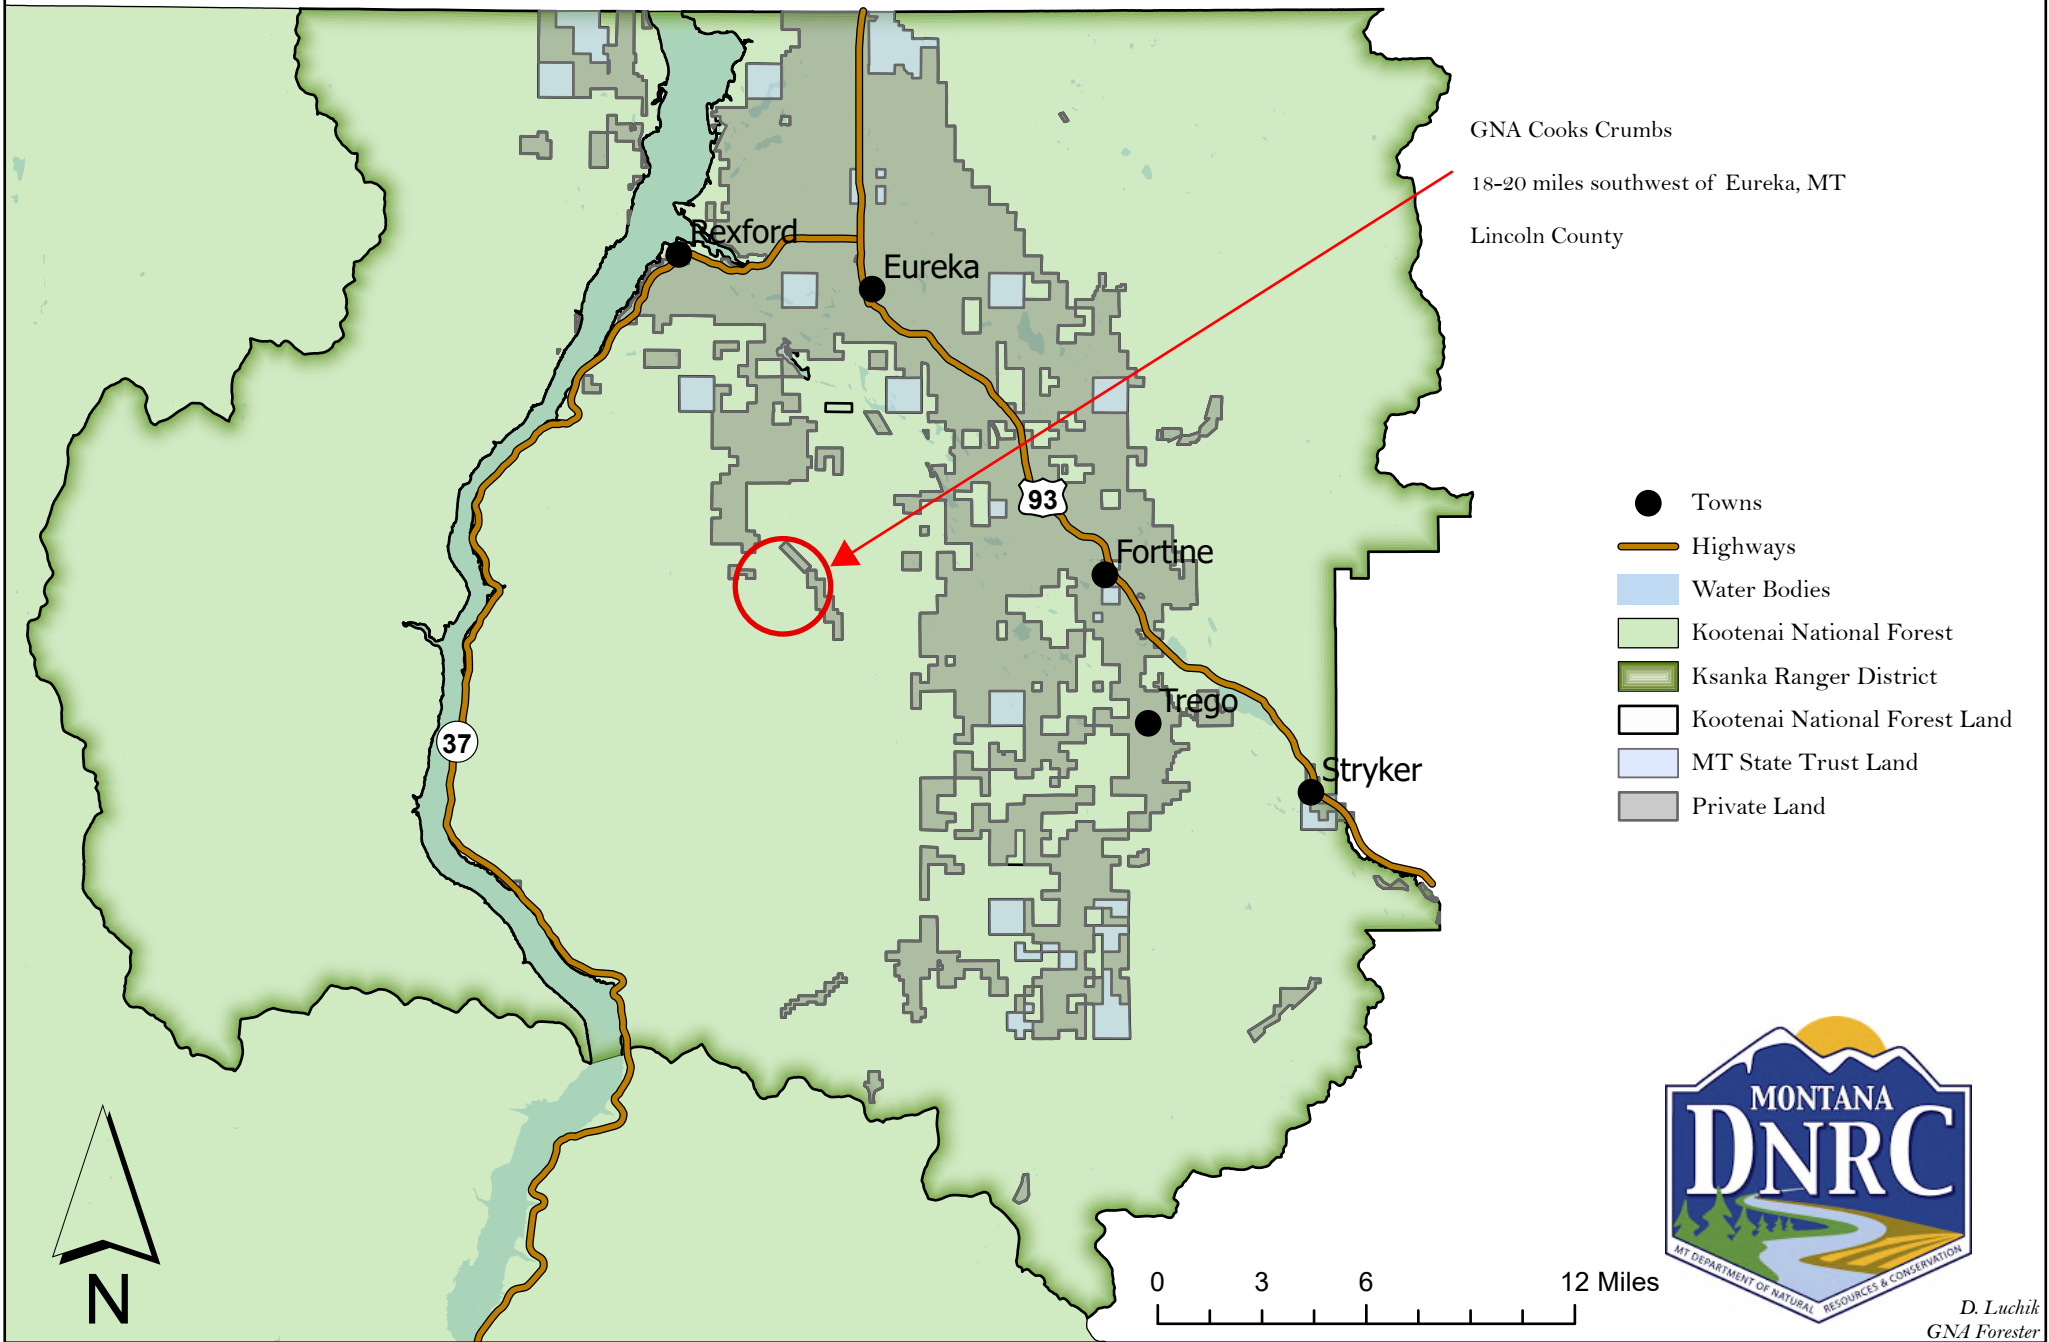 GNA Cooks Crumbs
18-20 miles southwest of Eureka, MT
Lincoln County
Rexford
Eureka
93
Fortine
Trego
37
Stryker
Towns
Highways
Water Bodies
Kootenai National Forest
Ksanka Ranger District
Kootenai National Forest Land
MT State Trust Land
Private Land
N
0 3 6 12 Miles
MONTANA
DNRC
MT DEPARTMENT OF NATURAL RESOURCES & CONSERVATION
D. Luchik
GNA Forester